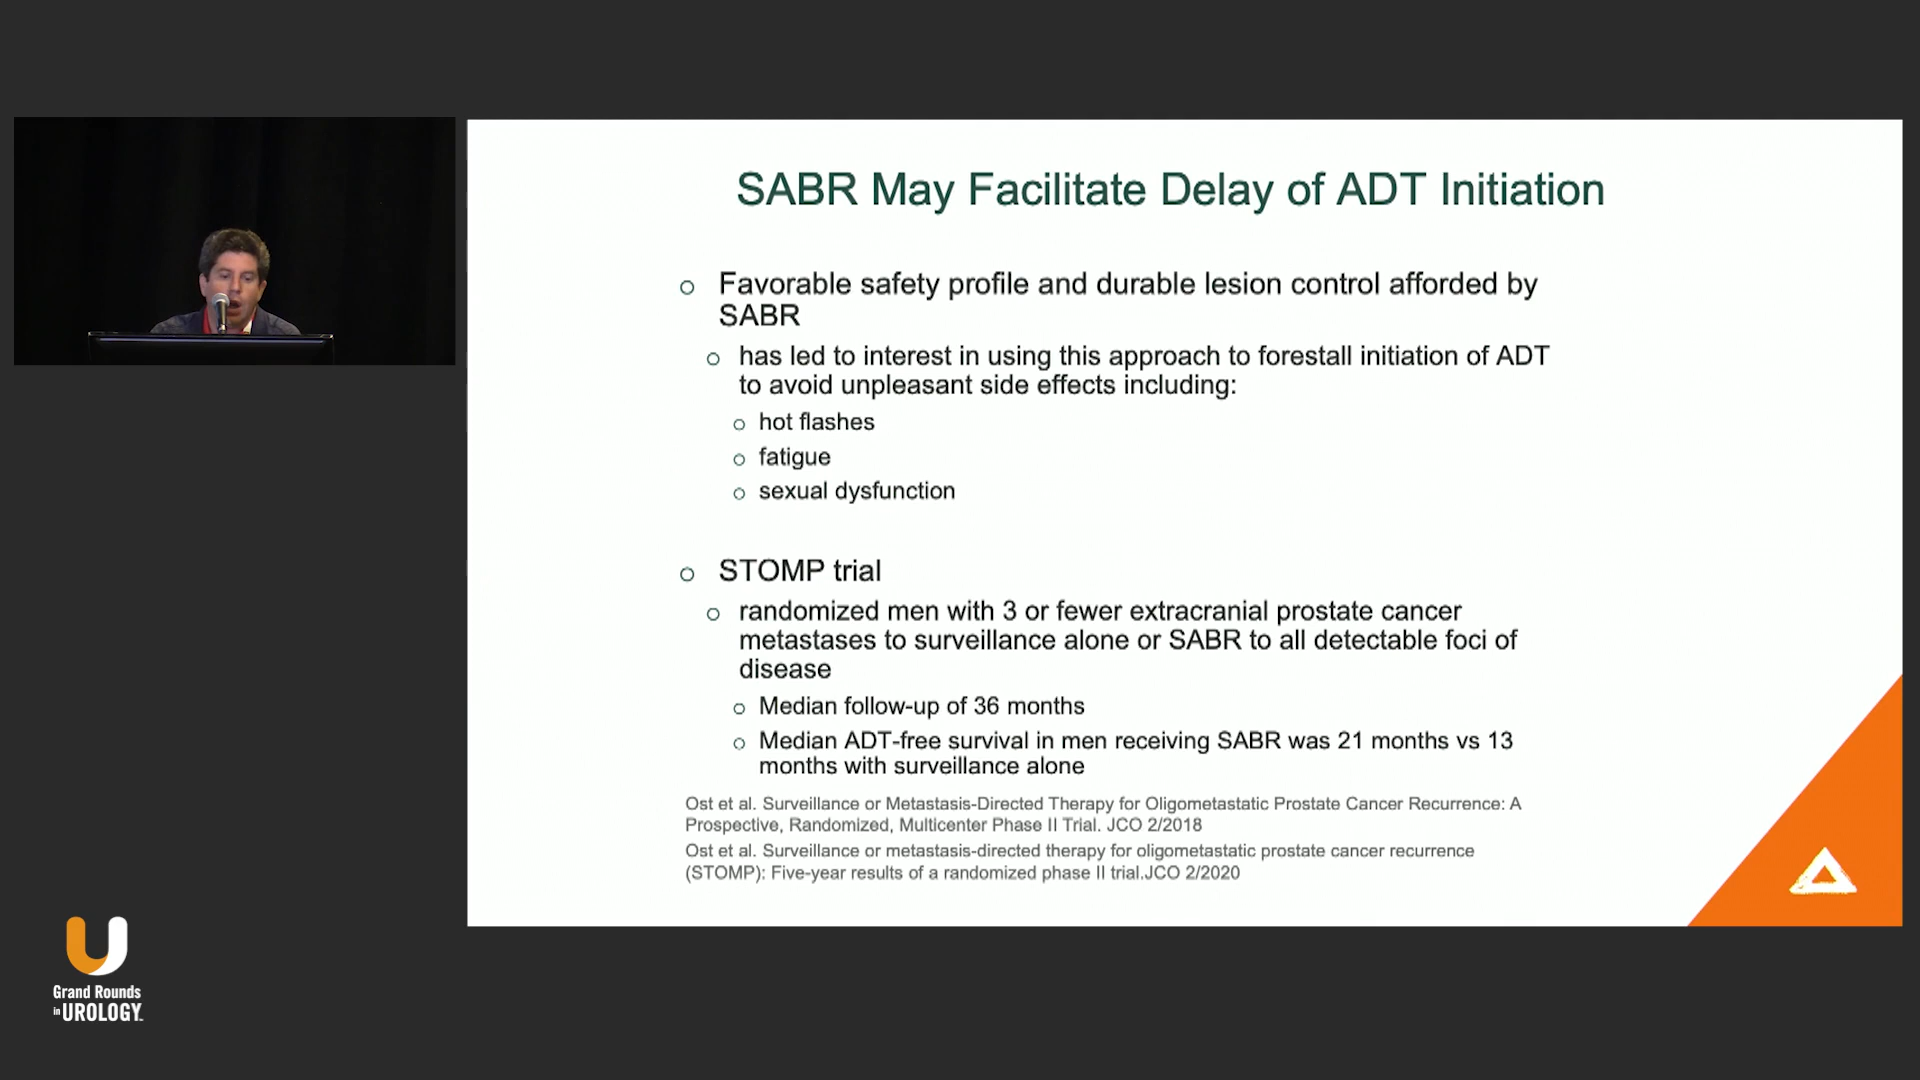 SABR May Facilitate Delay of ADT Initiation
Favorable safety profile and durable lesion control afforded by
SABR
has led to interest in using this approach to forestall initiation of ADT
to avoid unpleasant side effects including:
hot flashes
fatigue
sexual dysfunction
STOMP trial
randomized men with 3 or fewer extracranial prostate cancer
metastases to surveillance alone or SABR to all detectable foci of
disease
Median follow-up of 36 months
Median ADT-free survival in men receiving SABR was 21 months vs 13
months with surveillance alone
Ost et al. Surveillance or Metastasis-Directed Therapy for Oligometastatic Prostate Cancer Recurrence: A
Prospective, Randomized, Multicenter Phase II Trial. JCO 2/2018
Ost et al. Surveillance or metastasis-directed therapy for oligometastatic prostate cancer recurrence
(STOMP): Five-year results of a randomized phase II trial.JCO 2/2020
Grand Rounds
in UROLOGY